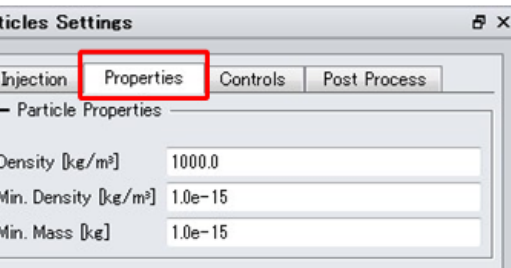 ticles Settings
Injection Properties Controls Post Process
Particle Properties
Density [kg/m³] 1000.0
Min. Density [kg/m³] 1.0e-15
Min. Mass [kg] 1.0e-15